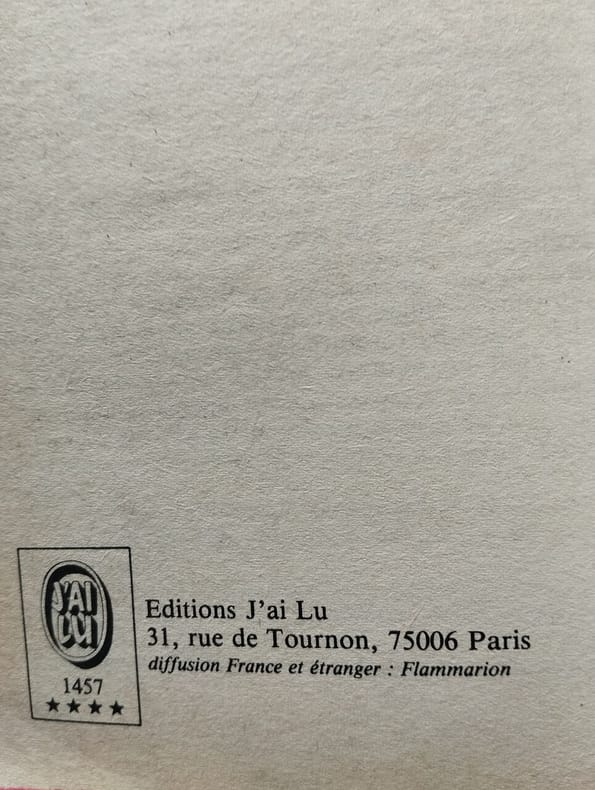 J'AI
LU
1457
★★★★
Editions J'ai Lu
31, rue de Tournon, 75006 Paris
diffusion France et étranger : Flammarion